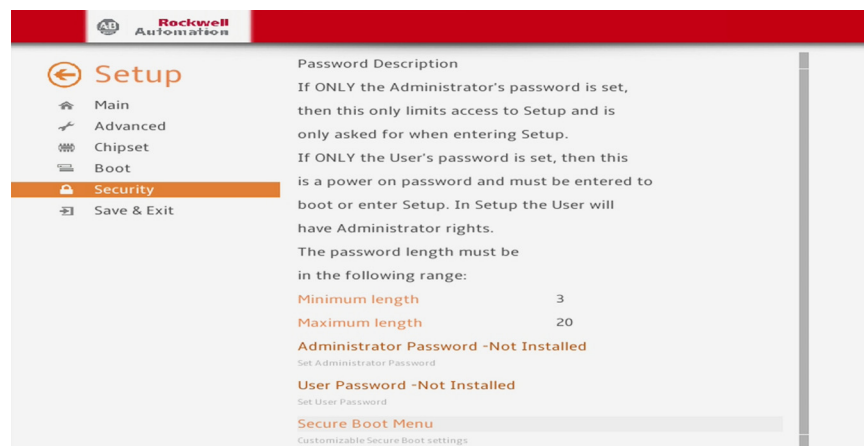 AB
Rockwell
Automation
Setup
Main
Advanced
Chipset
Boot
Security
Save & Exit
Password Description
If ONLY the Administrator's password is set,
then this only limits access to Setup and is
only asked for when entering Setup.
If ONLY the User's password is set, then this
is a power on password and must be entered to
boot or enter Setup. In Setup the User will
have Administrator rights.
The password length must be
in the following range:
Minimum length 3
Maximum length 20
Administrator Password -Not Installed
Set Administrator Password
User Password -Not Installed
Set User Password
Secure Boot Menu
Customizable Secure Boot settings